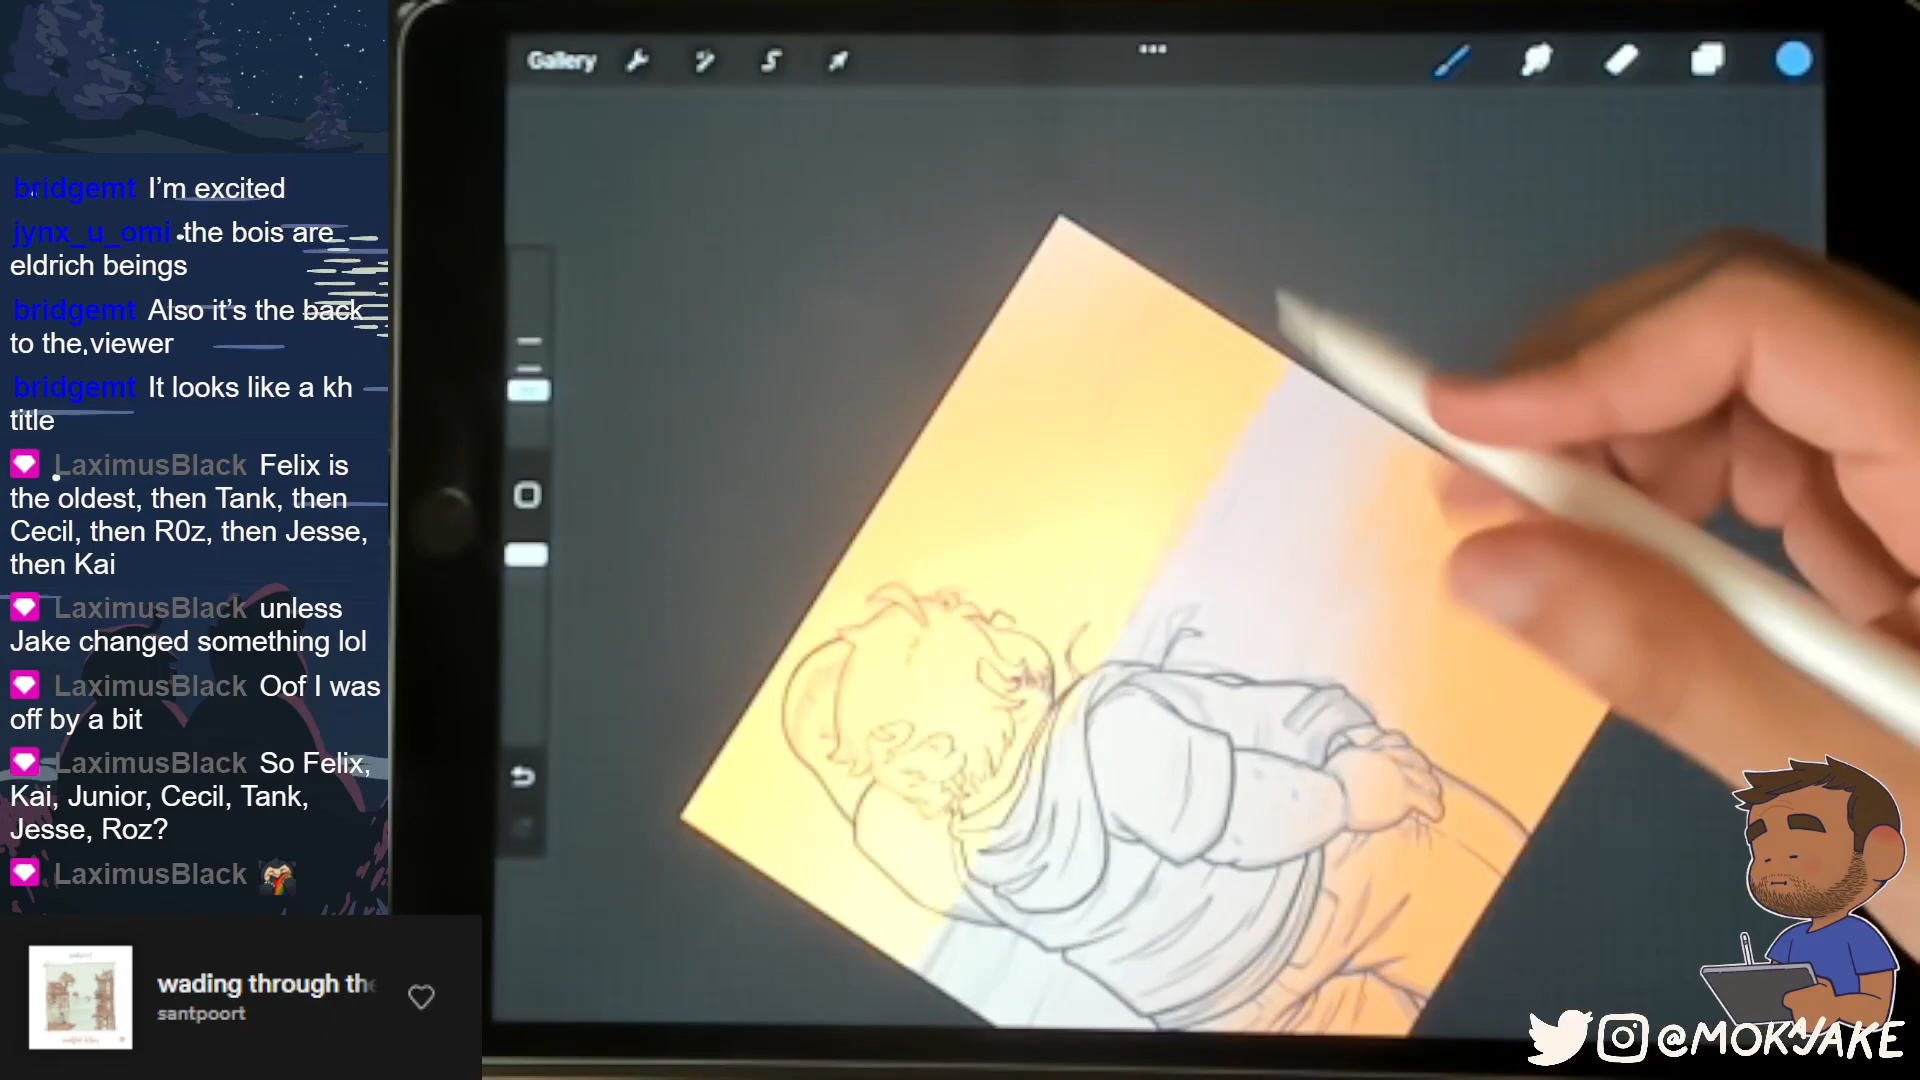 Gallery
bridgemt I'm excited
jynx_u_omi the bois are
eldrich beings
bridgemt Also it's the back
to the viewer
bridgemt It looks like a kh
title
LaximusBlack Felix is
the oldest, then Tank, then
Cecil, then R0z, then Jesse,
then Kai
LaximusBlack unless
Jake changed something lol
LaximusBlack Oof I was
off by a bit
LaximusBlack So Felix,
Kai, Junior, Cecil, Tank,
Jesse, Roz?
LaximusBlack
wading through the
santpoort
@MOKAJAKE